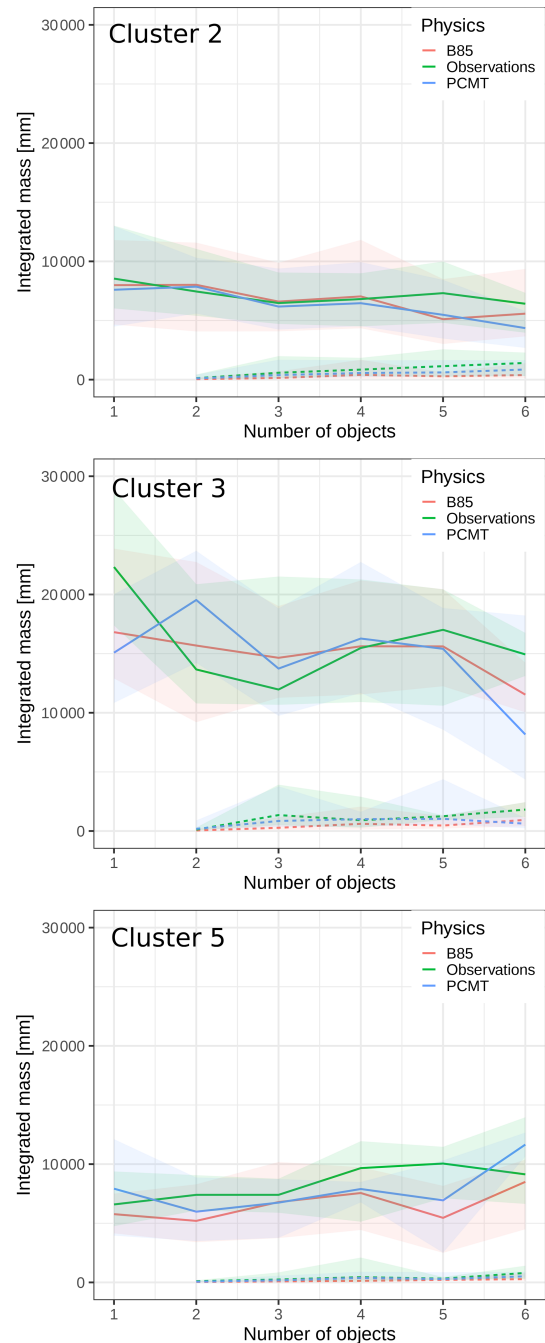 Cluster 2
Physics
B85
Observations
PCMT
Integrated mass [mm]
30000
20000
10000
0
1 2 3 4 5 6
Number of objects
Cluster 3
Physics
B85
Observations
PCMT
Integrated mass [mm]
30000
20000
10000
0
1 2 3 4 5 6
Number of objects
Cluster 5
Physics
B85
Observations
PCMT
Integrated mass [mm]
30000
20000
10000
0
1 2 3 4 5 6
Number of objects